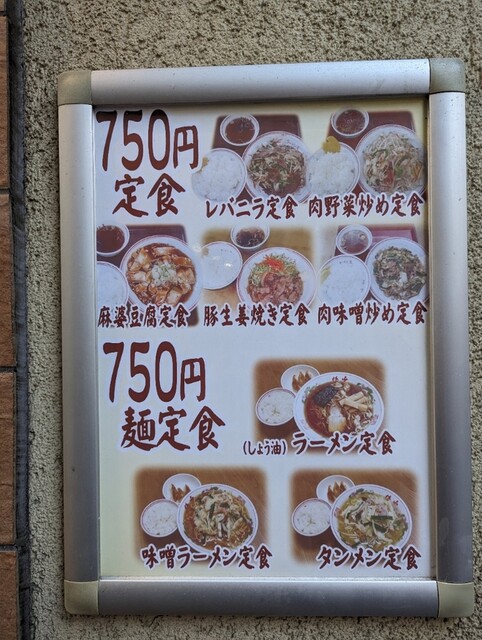 750円
定食
レバニラ定食 肉野菜炒め定食
麻婆豆腐定食 豚生姜焼き定食 肉味噌炒め定食
750円
麺定食
(しょう油) ラーメン定食
味噌ラーメン定食 タンメン定食